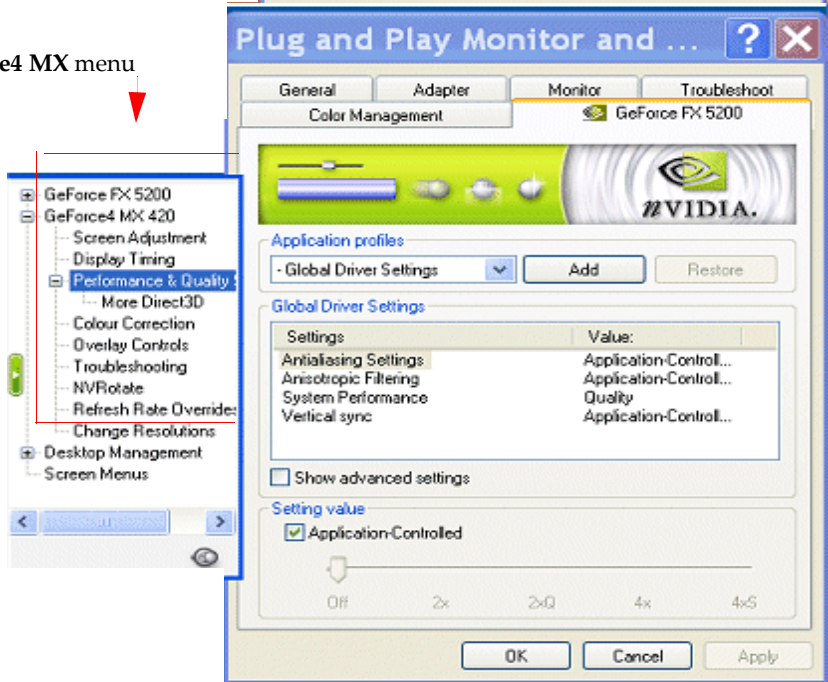 e4 MX menu
Plug and Play Monitor and ...
General Adapter Monitor Troubleshoot
Color Management GeForce FX 5200
nVIDIA.
GeForce FX 5200
GeForce4 MX 420
Screen Adjustment
Display Timing
Performance & Quality S
More Direct3D
Colour Correction
Overlay Controls
Troubleshooting
NVRotate
Refresh Rate Overrides
Change Resolutions
Desktop Management
Screen Menus
Application profiles
- Global Driver Settings Add Restore
Global Driver Settings
Settings Value:
Antialiasing Settings Application-Controll...
Anisotropic Filtering Application-Controll...
System Performance Quality
Vertical sync Application-Controll...
Show advanced settings
Setting value
Application-Controlled
Off 2x 2xQ 4x 4xS
OK Cancel Apply